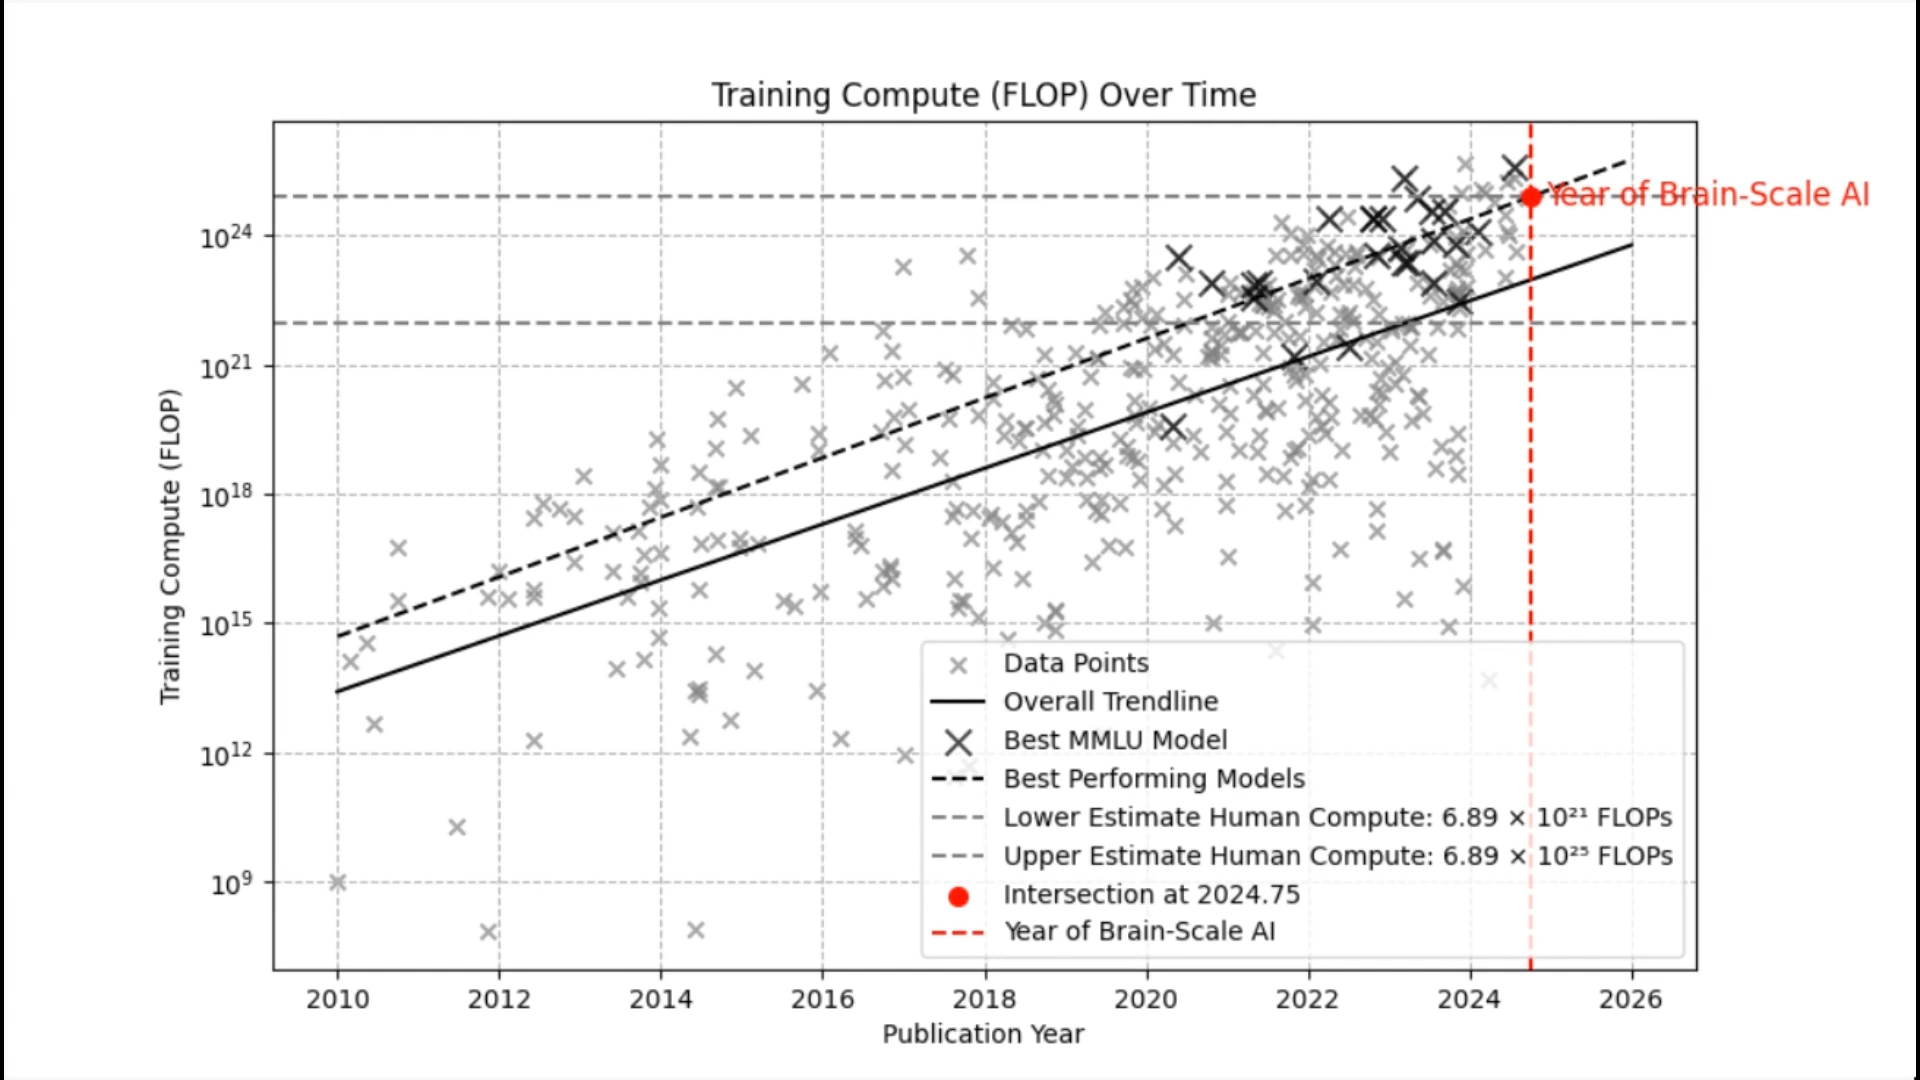 Training Compute (FLOP) Over Time
Year of Brain-Scale AI
10²⁴
10²¹
10¹⁸
10¹⁵
10¹²
10⁹
Training Compute (FLOP)
Data Points
Overall Trendline
Best MMLU Model
Best Performing Models
Lower Estimate Human Compute: 6.89 × 10²¹ FLOPs
Upper Estimate Human Compute: 6.89 × 10²⁵ FLOPs
Intersection at 2024.75
Year of Brain-Scale AI
2010 2012 2014 2016 2018 2020 2022 2024 2026
Publication Year